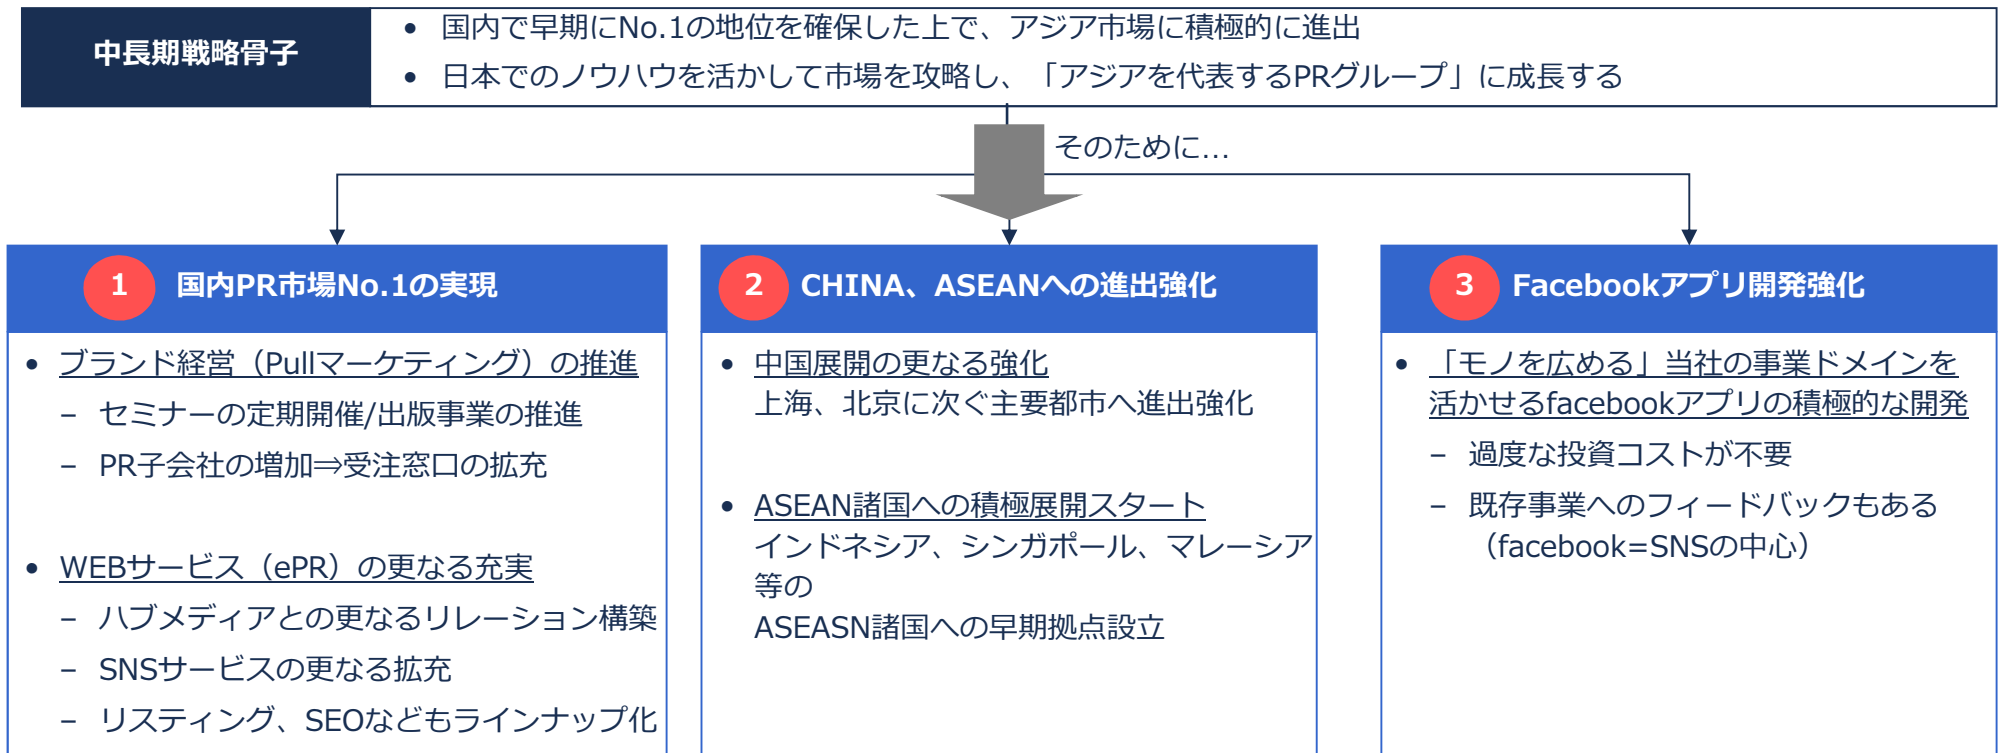 中長期戦略骨子
• 国内で早期にNo.1の地位を確保した上で、アジア市場に積極的に進出
• 日本でのノウハウを活かして市場を攻略し、「アジアを代表するPRグループ」に成長する
そのために…
1 国内PR市場No.1の実現
• ブランド経営（Pullマーケティング）の推進
– セミナーの定期開催/出版事業の推進
– PR子会社の増加⇒受注窓口の拡充
• WEBサービス（ePR）の更なる充実
– ハブメディアとの更なるリレーション構築
– SNSサービスの更なる拡充
– リスティング、SEOなどもラインナップ化
2 CHINA、ASEANへの進出強化
• 中国展開の更なる強化
上海、北京に次ぐ主要都市へ進出強化
• ASEAN諸国への積極展開スタート
インドネシア、シンガポール、マレーシア
等の
ASEASN諸国への早期拠点設立
3 Facebookアプリ開発強化
• 「モノを広める」当社の事業ドメインを
活かせるfacebookアプリの積極的な開発
– 過度な投資コストが不要
– 既存事業へのフィードバックもある
（facebook=SNSの中心）